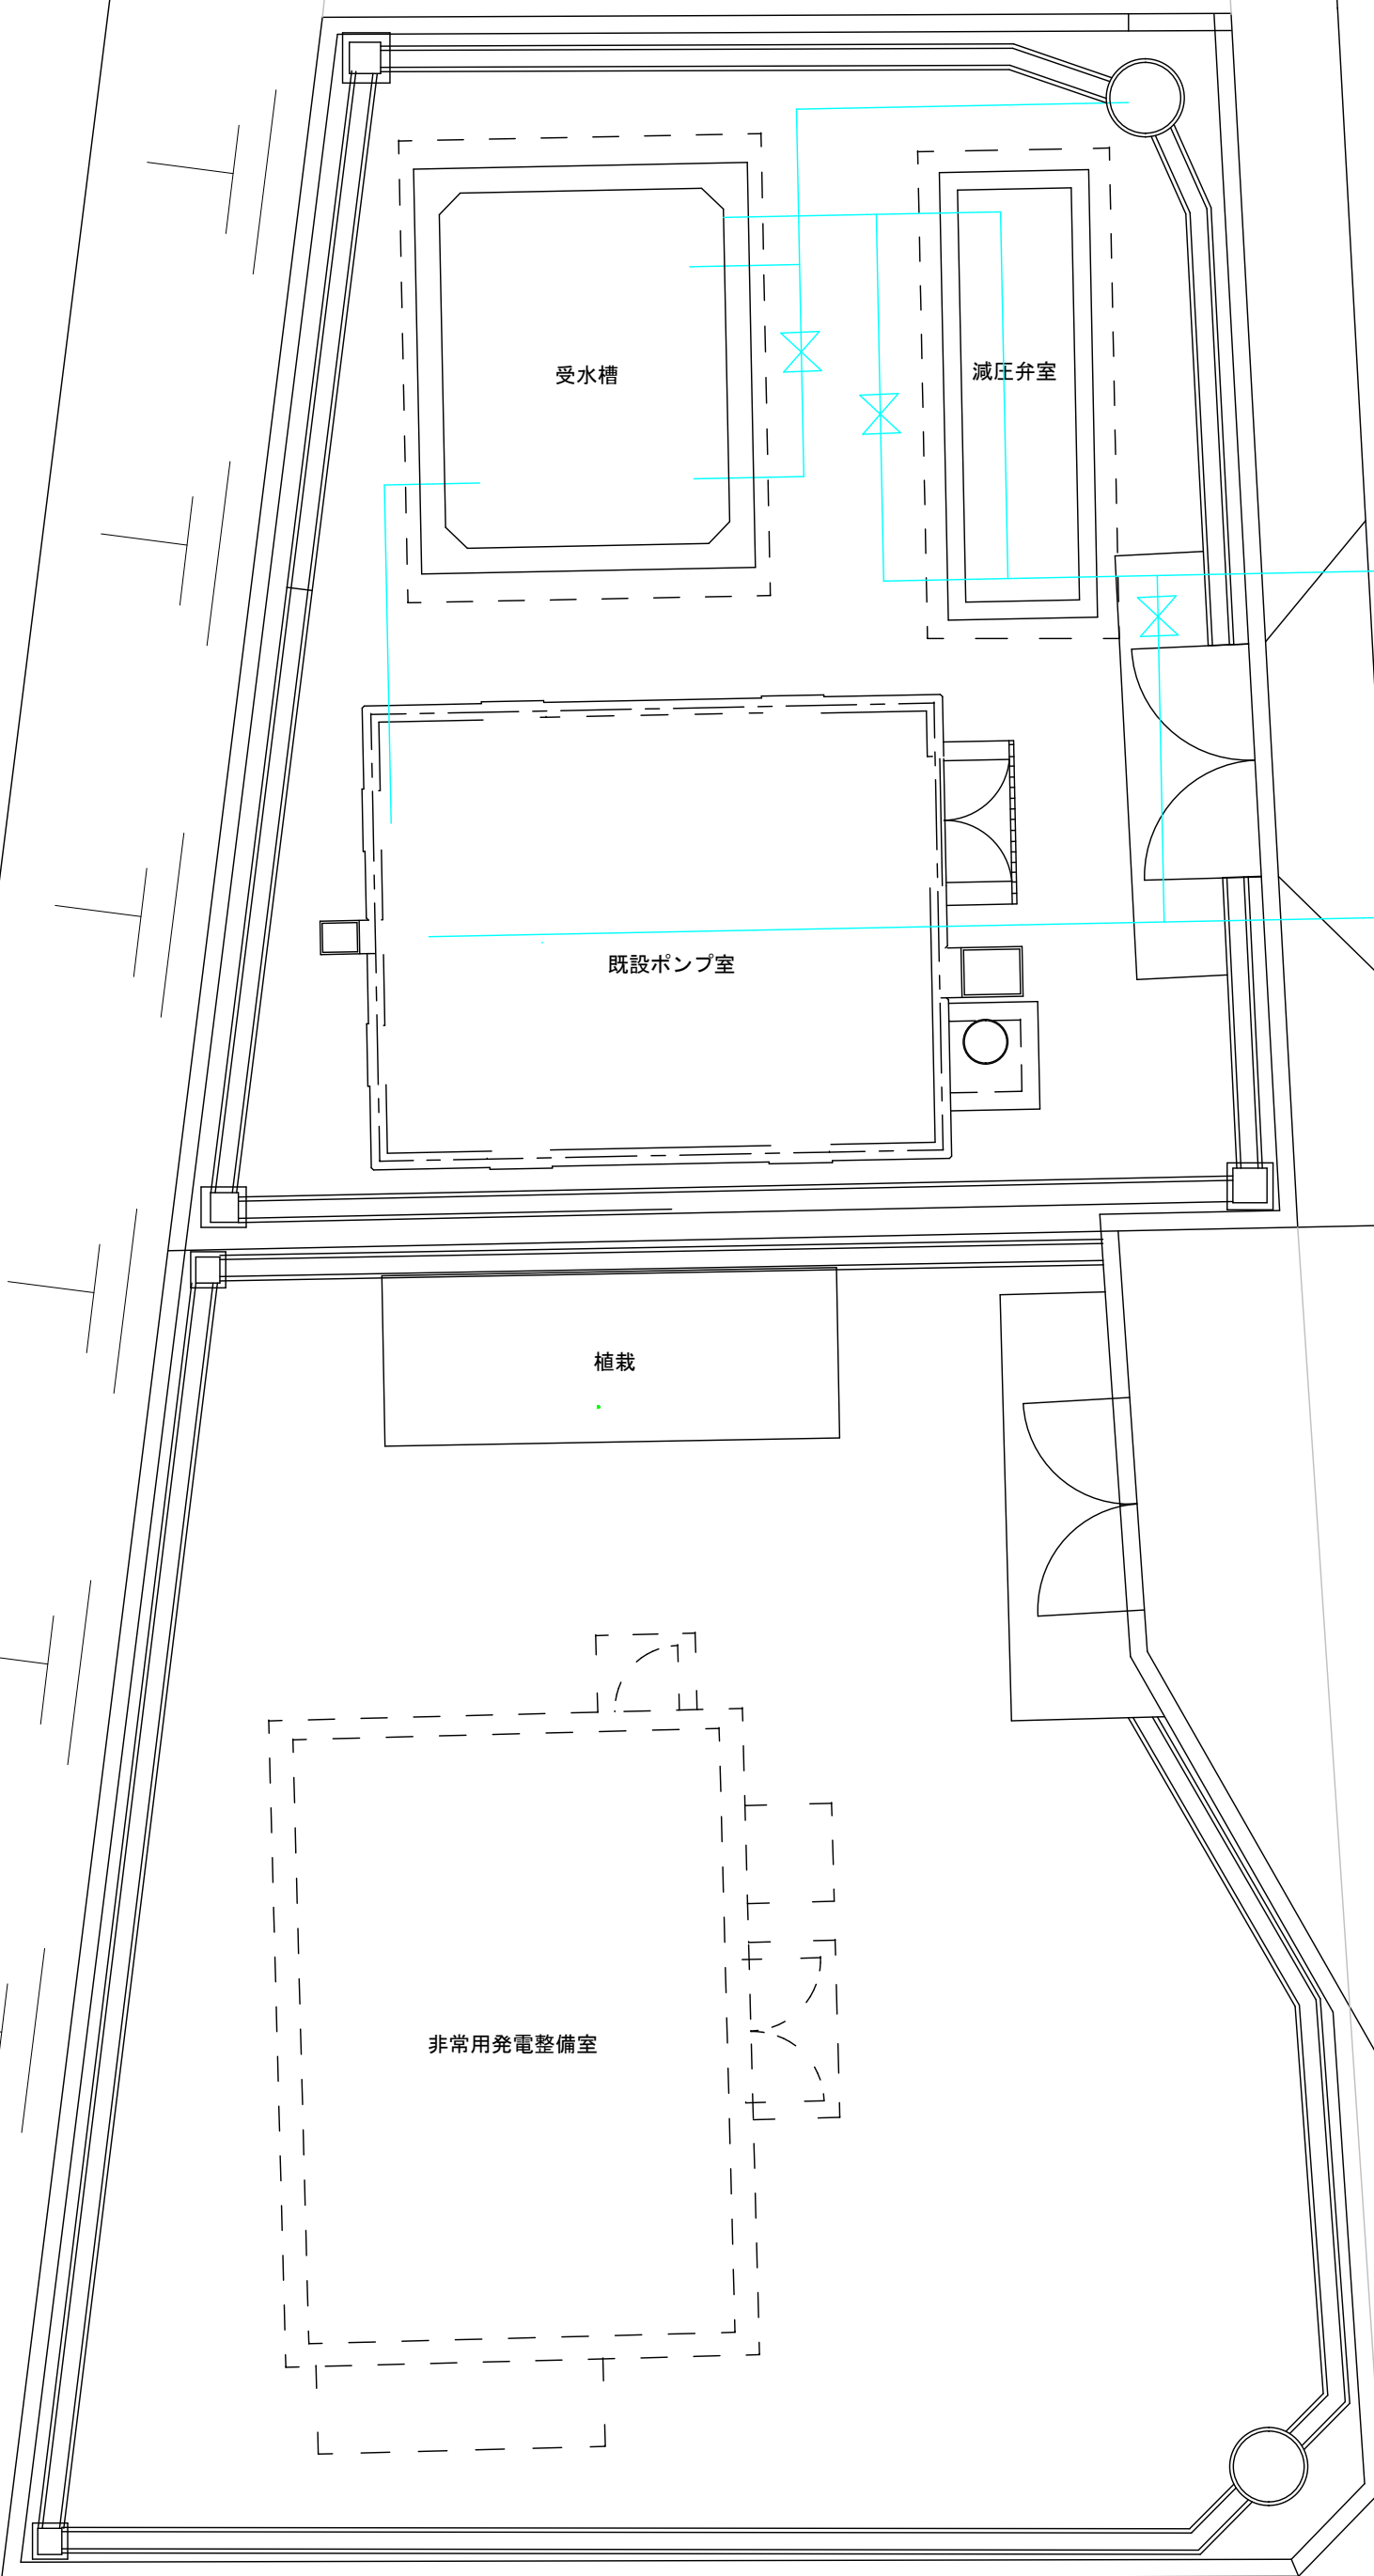 受水槽
減圧弁室
既設ポンプ室
植栽
非常用発電整備室